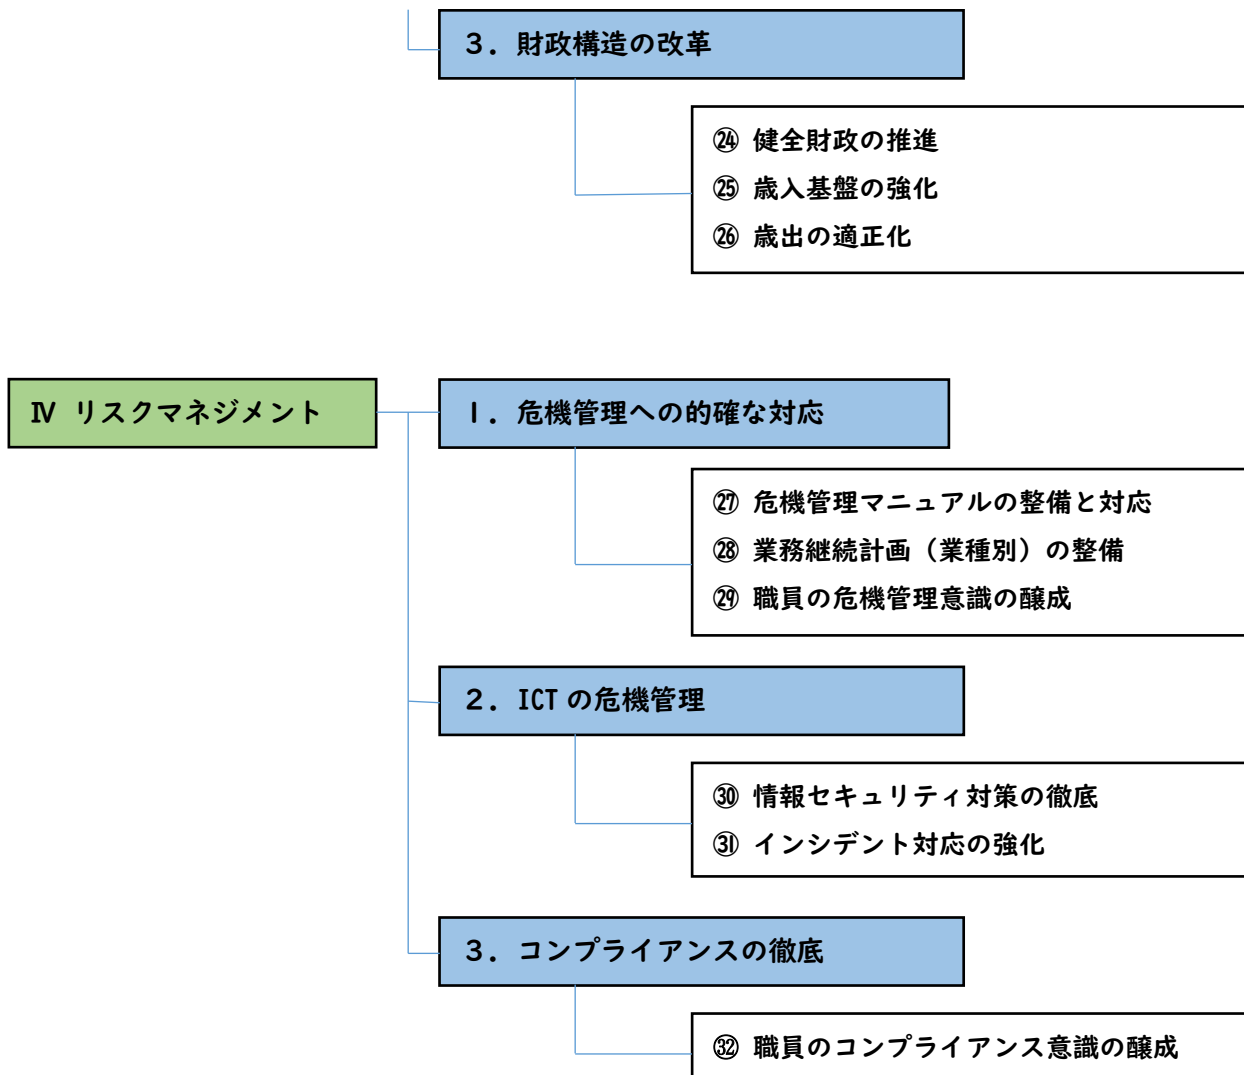 ３．財政構造の改革
㉔ 健全財政の推進
㉕ 歳入基盤の強化
㉖ 歳出の適正化
Ⅳ リスクマネジメント
１．危機管理への的確な対応
㉗ 危機管理マニュアルの整備と対応
㉘ 業務継続計画（業種別）の整備
㉙ 職員の危機管理意識の醸成
２．ICT の危機管理
㉚ 情報セキュリティ対策の徹底
㉛ インシデント対応の強化
３．コンプライアンスの徹底
㉜ 職員のコンプライアンス意識の醸成